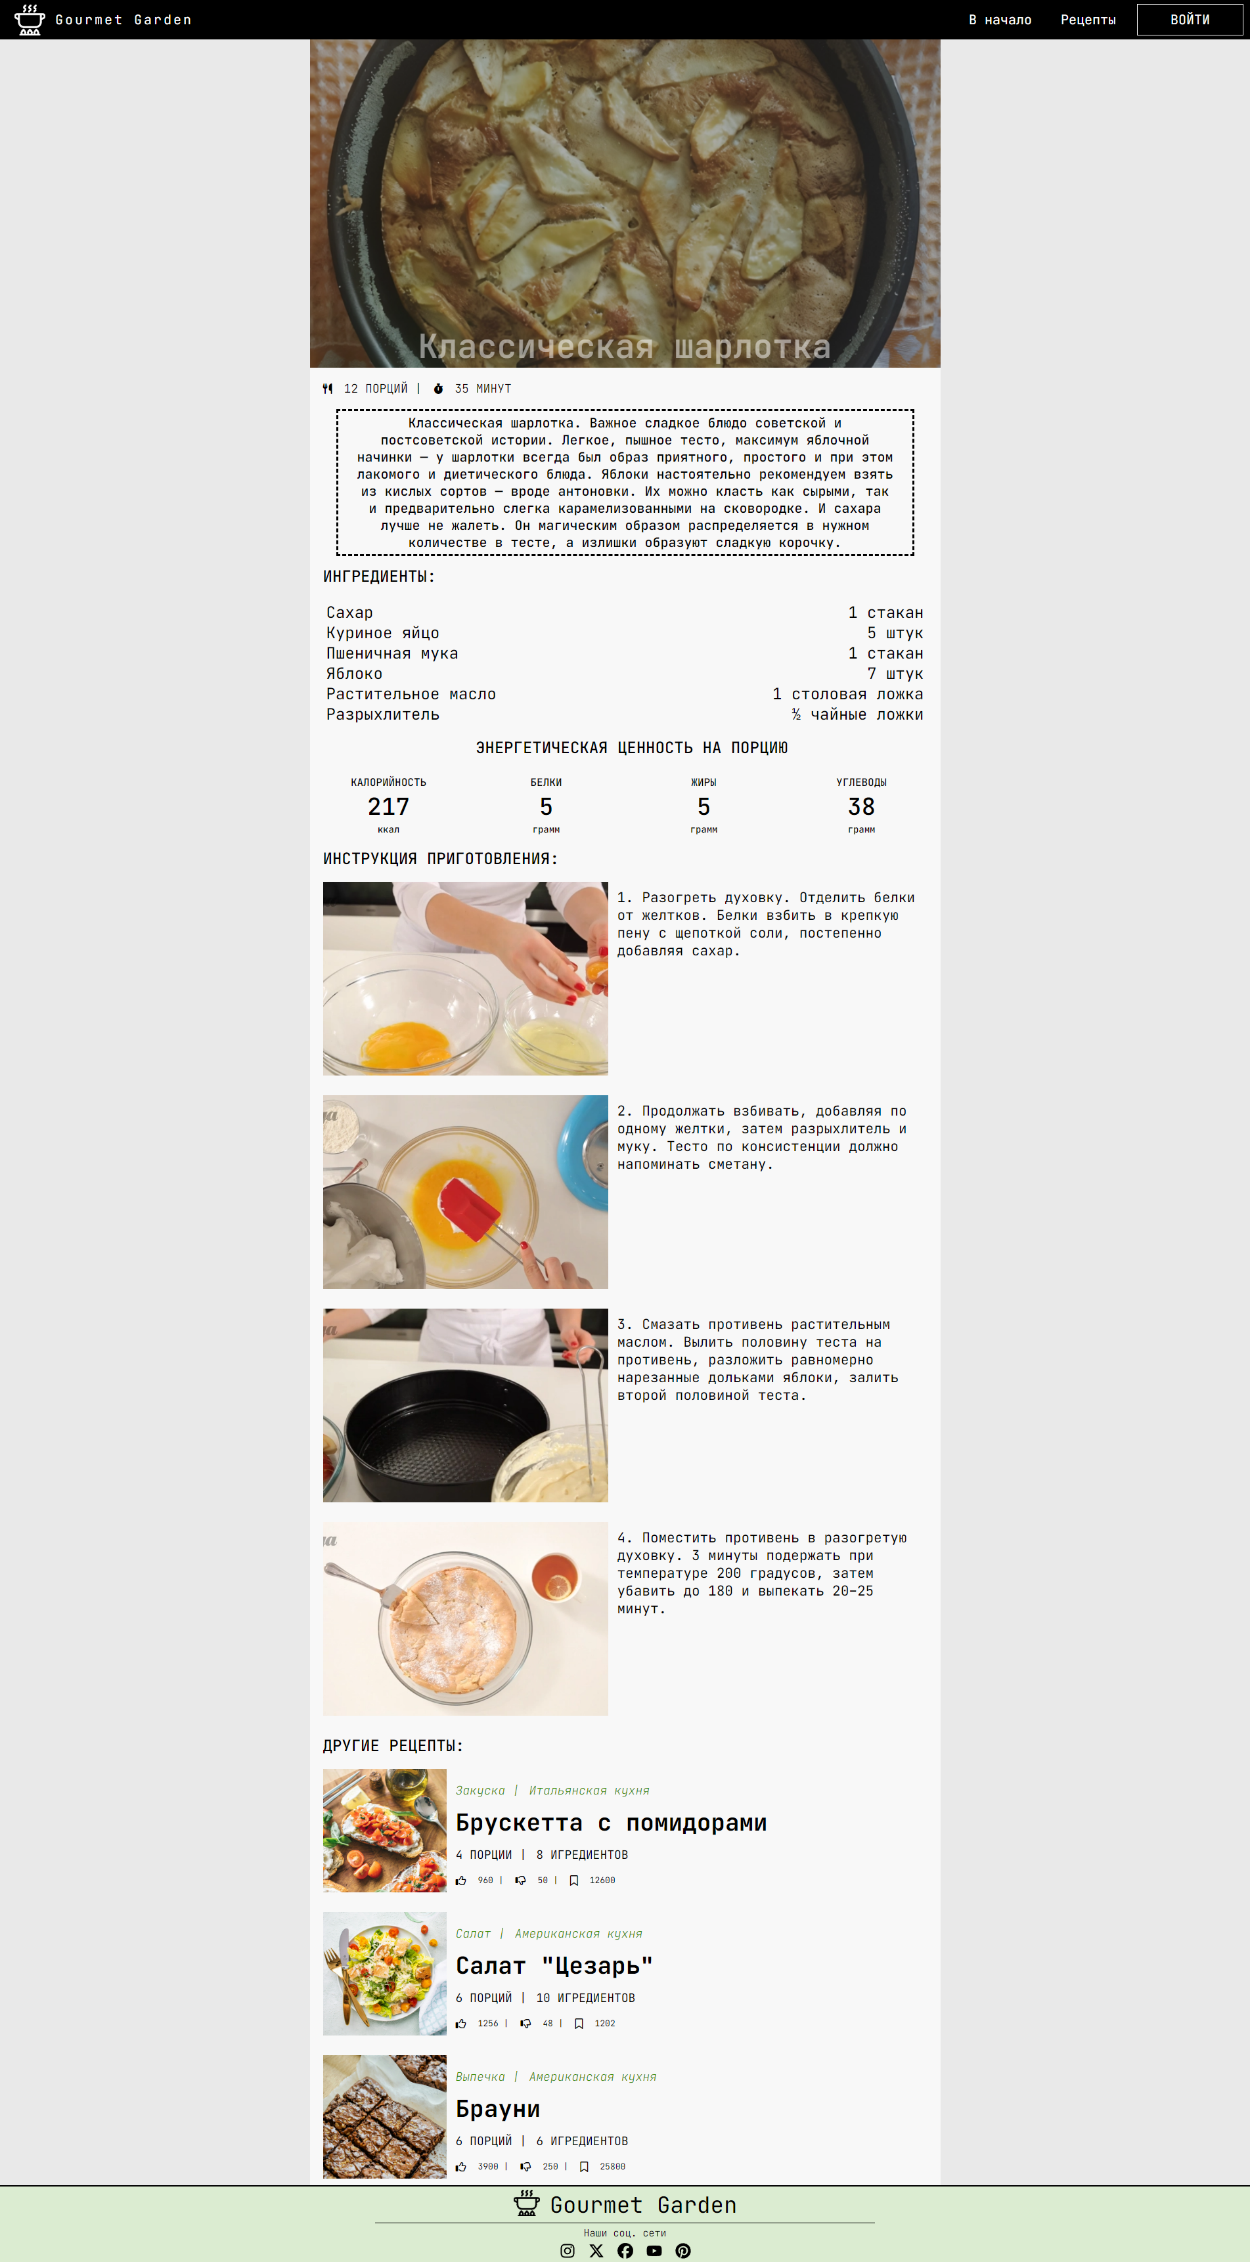 Gourmet Garden
В начало Рецепты ВОЙТИ
Классическая шарлотка
12 ПОРЦИЙ | 35 МИНУТ
Классическая шарлотка. Важное сладкое блюдо советской и
постсоветской истории. Легкое, пышное тесто, максимум яблочной
начинки — у шарлотки всегда был образ приятного, простого и при этом
лакомого и диетического блюда. Яблоки настоятельно рекомендуем взять
из кислых сортов — вроде антоновки. Их можно класть как сырыми, так
и предварительно слегка карамелизованными на сковородке. И сахара
лучше не жалеть. Он магическим образом распределяется в нужном
количестве в тесте, а излишки образуют сладкую корочку.
ИНГРЕДИЕНТЫ:
Сахар 1 стакан
Куриное яйцо 5 штук
Пшеничная мука 1 стакан
Яблоко 7 штук
Растительное масло 1 столовая ложка
Разрыхлитель ½ чайные ложки
ЭНЕРГЕТИЧЕСКАЯ ЦЕННОСТЬ НА ПОРЦИЮ
КАЛОРИЙНОСТЬ БЕЛКИ ЖИРЫ УГЛЕВОДЫ
217 5 5 38
ккал грамм грамм грамм
ИНСТРУКЦИЯ ПРИГОТОВЛЕНИЯ:
1. Разогреть духовку. Отделить белки
от желтков. Белки взбить в крепкую
пену с щепоткой соли, постепенно
добавляя сахар.
2. Продолжать взбивать, добавляя по
одному желтки, затем разрыхлитель и
муку. Тесто по консистенции должно
напоминать сметану.
3. Смазать противень растительным
маслом. Вылить половину теста на
противень, разложить равномерно
нарезанные дольками яблоки, залить
второй половиной теста.
4. Поместить противень в разогретую
духовку. 3 минуты подержать при
температуре 200 градусов, затем
убавить до 180 и выпекать 20–25
минут.
ДРУГИЕ РЕЦЕПТЫ:
Закуска | Итальянская кухня
Брускетта с помидорами
4 ПОРЦИИ | 8 ИГРЕДИЕНТОВ
960 | 50 | 12600
Салат | Американская кухня
Салат "Цезарь"
6 ПОРЦИЙ | 10 ИГРЕДИЕНТОВ
1256 | 48 | 1202
Выпечка | Американская кухня
Брауни
6 ПОРЦИЙ | 6 ИГРЕДИЕНТОВ
3900 | 250 | 25800
Gourmet Garden
Наши соц. сети